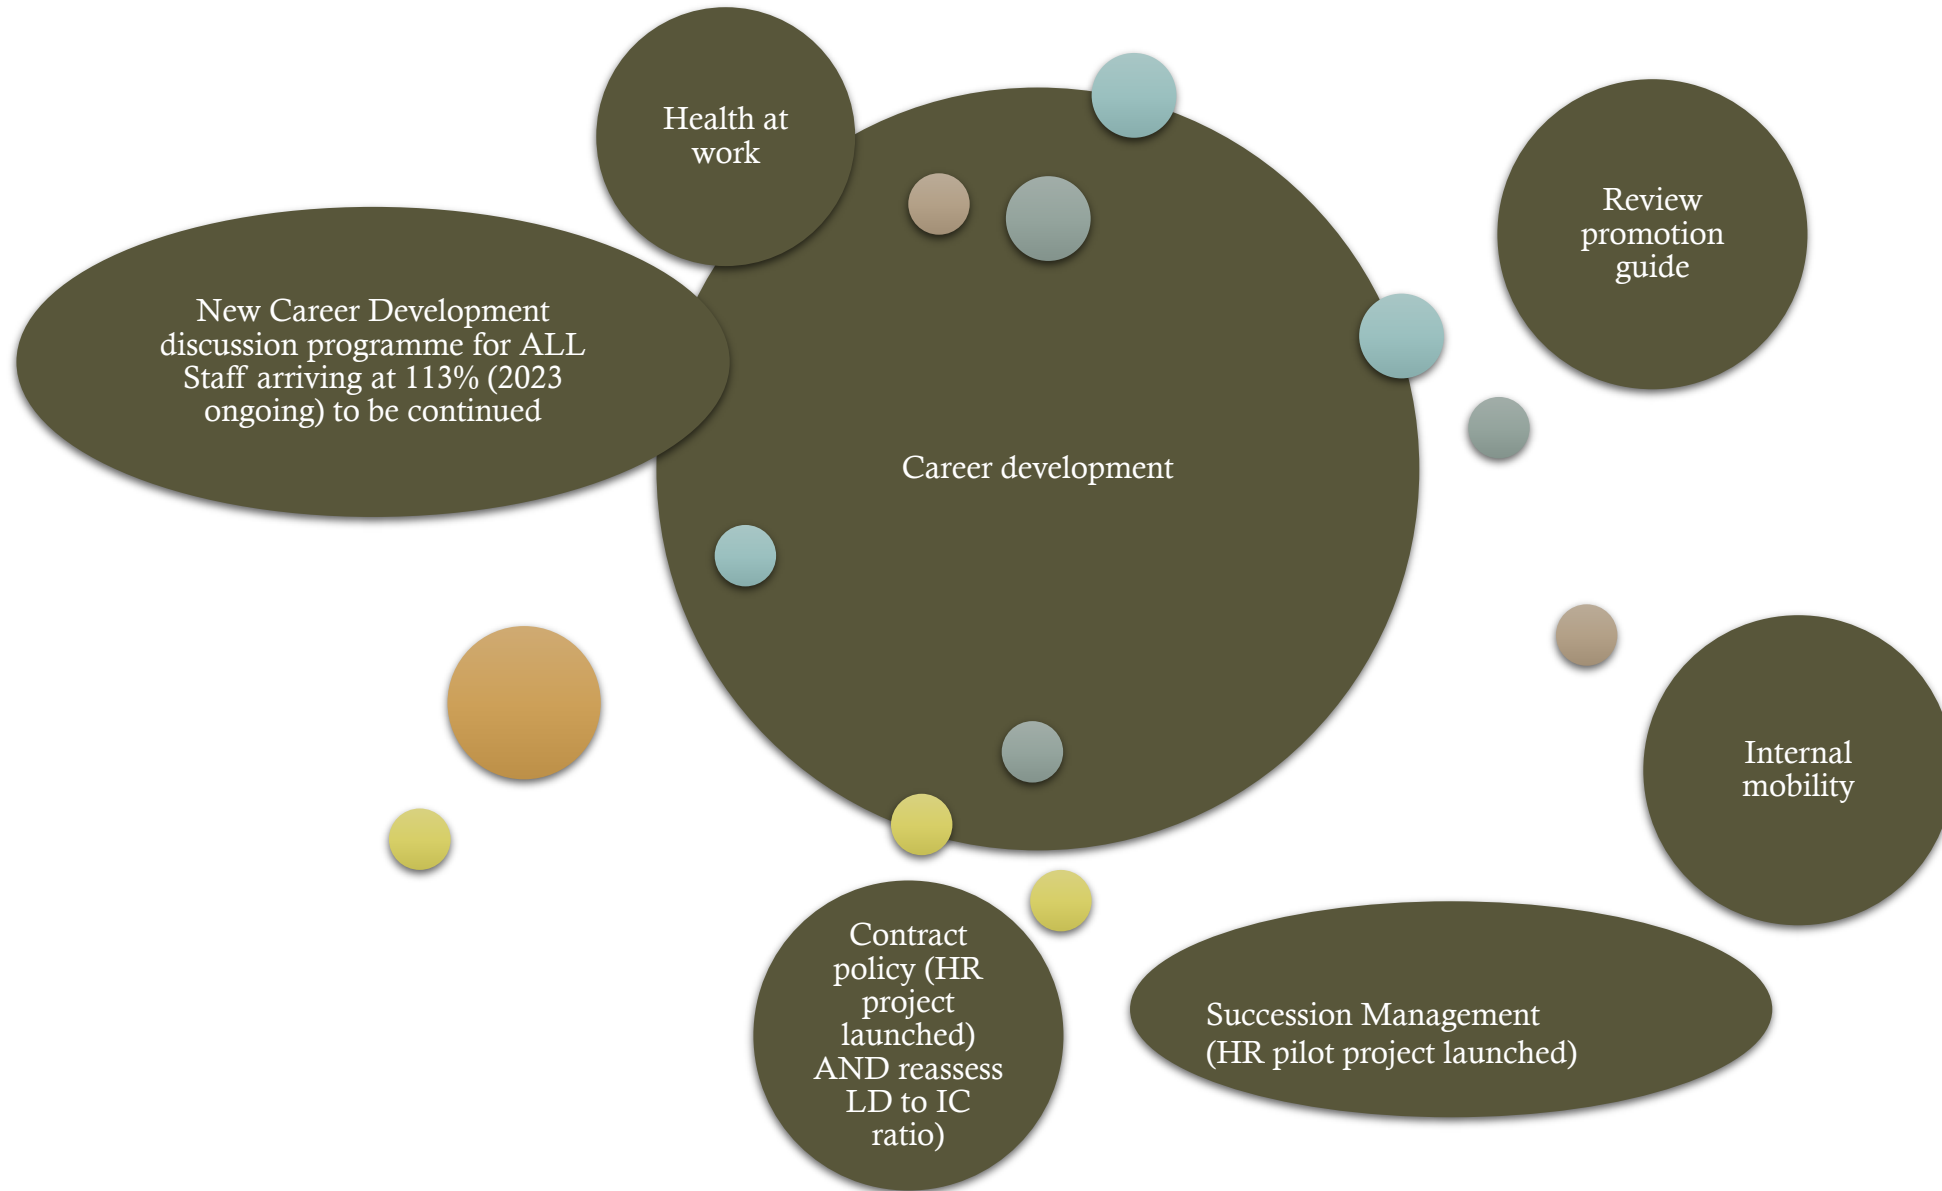 Health at
work
Review
promotion
guide
New Career Development
discussion programme for ALL
Staff arriving at 113% (2023
ongoing) to be continued
Career development
Internal
mobility
Contract
policy (HR
project
launched)
AND reassess
LD to IC
ratio)
Succession Management
(HR pilot project launched)